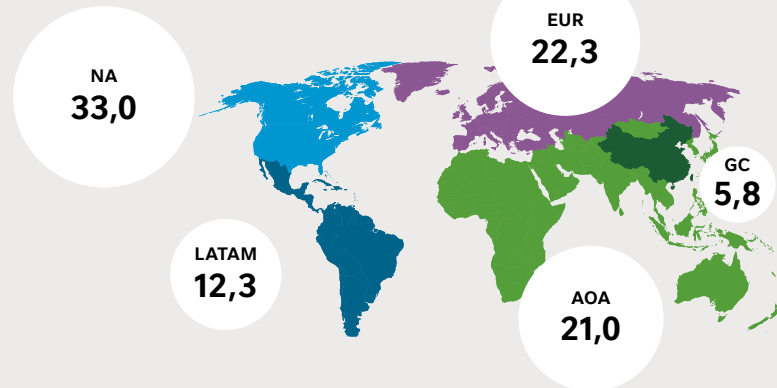 NA
33,0
EUR
22,3
GC
5,8
LATAM
12,3
AOA
21,0